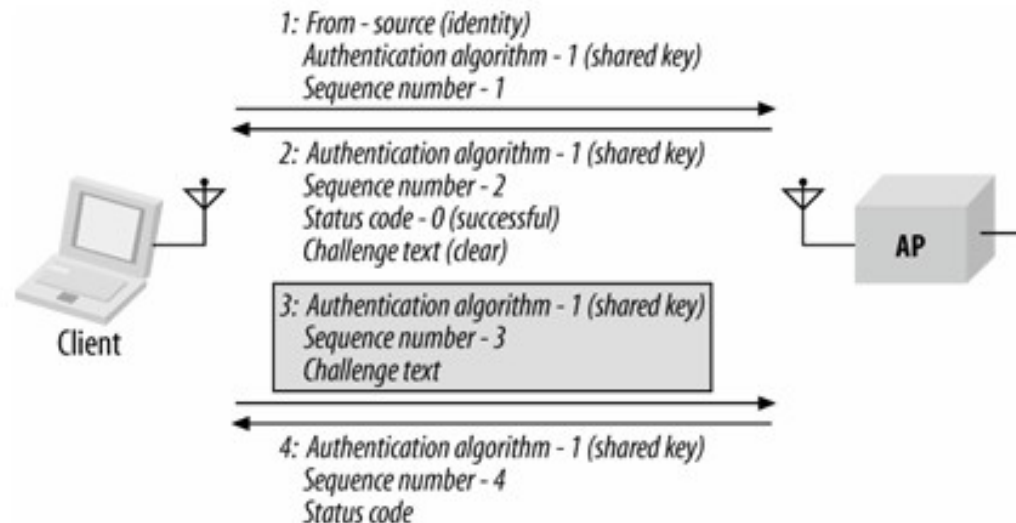 1: From - source (identity)
Authentication algorithm - 1 (shared key)
Sequence number - 1
2: Authentication algorithm - 1 (shared key)
Sequence number - 2
Status code - 0 (successful)
Challenge text (clear)
AP
3: Authentication algorithm - 1 (shared key)
Sequence number - 3
Challenge text
Client
4: Authentication algorithm - 1 (shared key)
Sequence number - 4
Status code